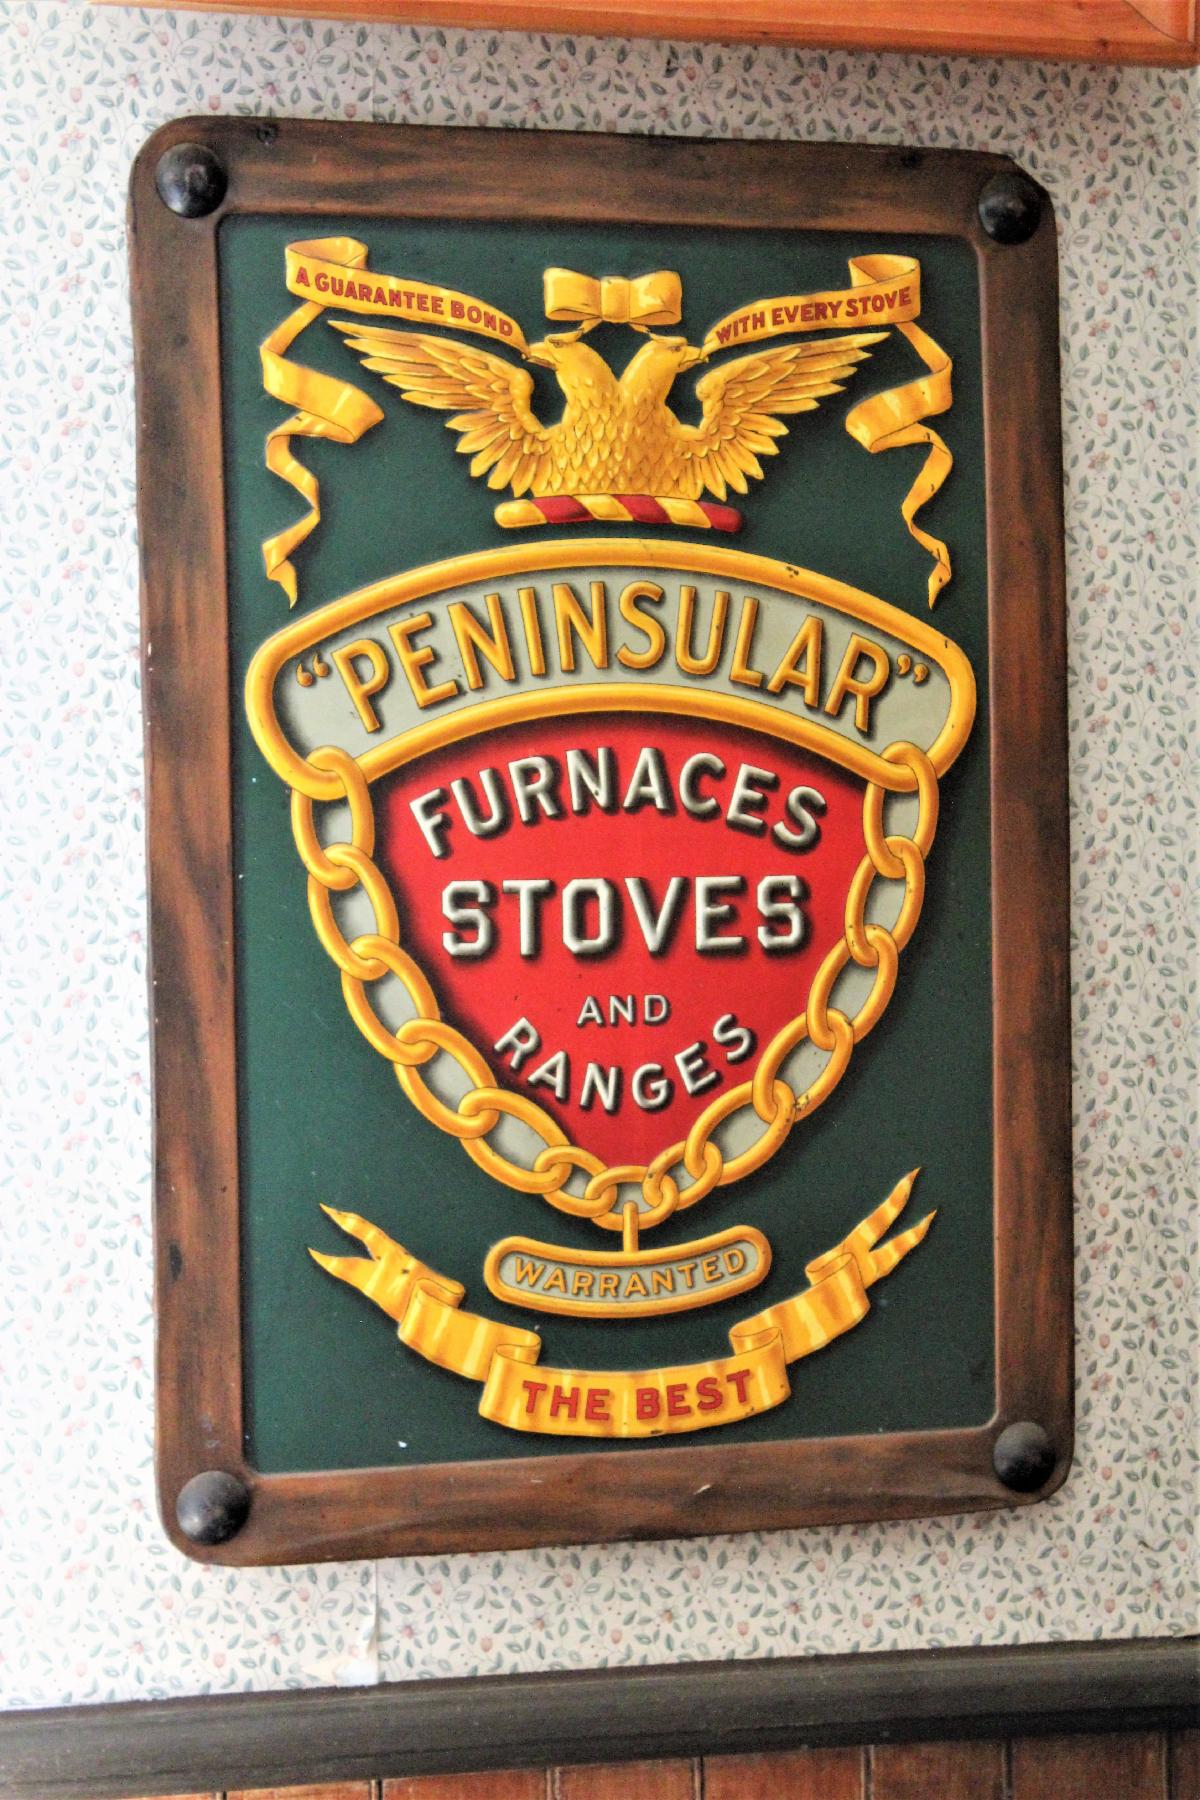 A GUARANTEE BOND WITH EVERY STOVE
“PENINSULAR”
FURNACES
STOVES
AND
RANGES
WARRANTED
THE BEST